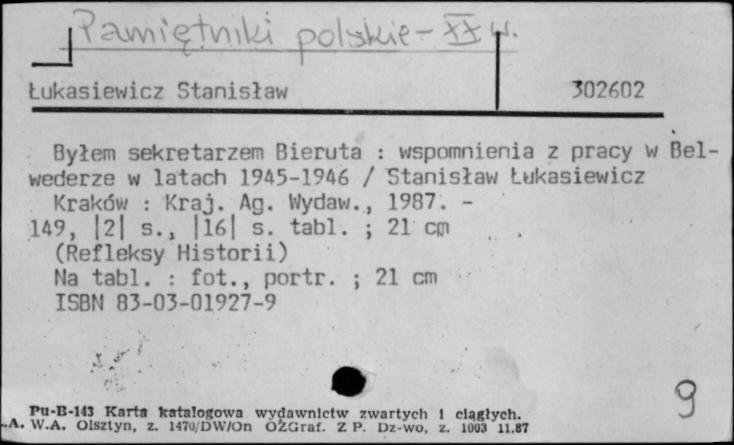 Pamiętniki polskie - XX w.
Łukasiewicz Stanisław 302602
Byłem sekretarzem Bieruta : wspomnienia z pracy w Bel-
wederze w latach 1945-1946 / Stanisław Łukasiewicz
Kraków : Kraj. Ag. Wydaw., 1987. -
149, |2| s., |16| s. tabl. ; 21 cm
(Refleksy Historii)
Na tabl. : fot., portr. ; 21 cm
ISBN 83-03-01927-9
9
Pu-B-143 Karta katalogowa wydawnictw zwartych i ciągłych.
..A. W.A. Olsztyn, z. 1470/DW/On OZGraf. Z P. Dz-wo, z. 1003 11.87